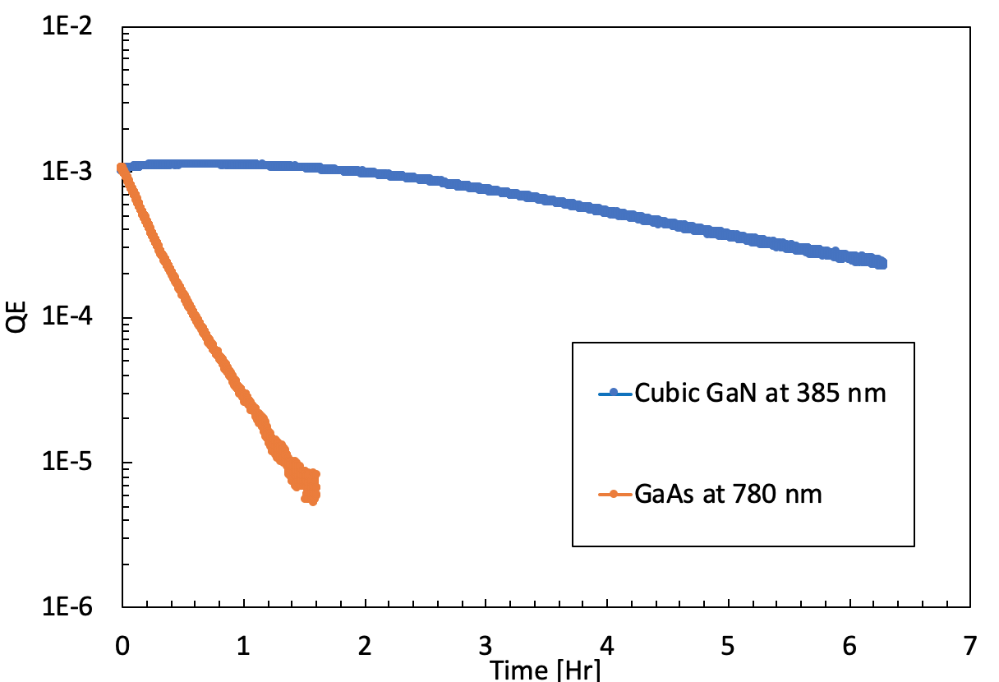 1E-2
1E-3
1E-4
1E-5
1E-6
QE
Cubic GaN at 385 nm
GaAs at 780 nm
0 1 2 3 4 5 6 7
Time [Hr]